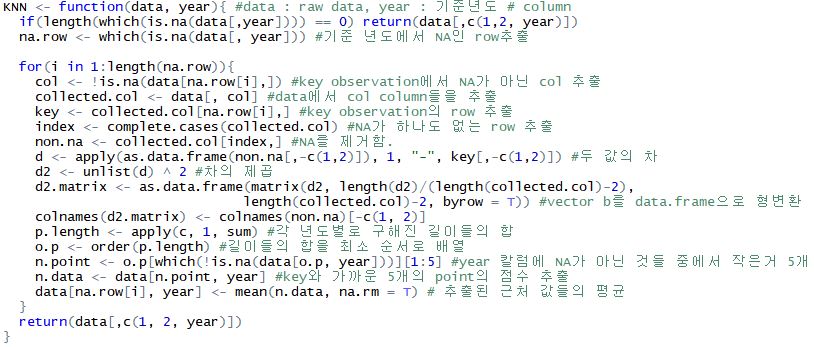 KNN <- function(data, year){ #data : raw data, year : 기준년도 # column
  if(length(which(is.na(data[,year]))) == 0) return(data[,c(1,2, year)])
  na.row <- which(is.na(data[, year])) #기준 년도에서 NA인 row추출
  for(i in 1:length(na.row)){
    col <- !is.na(data[na.row[i],]) #key observation에서 NA가 아닌 col 추출
    collected.col <- data[, col] #data에서 col column들을 추출
    key <- collected.col[na.row[i],] #key observation의 row 추출
    index <- complete.cases(collected.col) #NA가 하나도 없는 row 추출
    non.na <- collected.col[index,] #NA를 제거함.
    d <- apply(as.data.frame(non.na[,-c(1,2)]), 1, "-", key[,-c(1,2)]) #두 값의 차
    d2 <- unlist(d) ^ 2 #차의 제곱
    d2.matrix <- as.data.frame(matrix(d2, length(d2)/(length(collected.col)-2),
                               length(collected.col)-2, byrow = T)) #vector b를 data.frame으로 형변환
    colnames(d2.matrix) <- colnames(non.na)[-c(1, 2)]
    p.length <- apply(c, 1, sum) #각 년도별로 구해진 길이들의 합
    o.p <- order(p.length) #길이들의 합을 최소 순서로 배열
    n.point <- o.p[which(!is.na(data[o.p, year]))][1:5] #year 칼럼에 NA가 아닌 것들 중에서 작은거 5개
    n.data <- data[n.point, year] #key와 가까운 5개의 point의 점수 추출
    data[na.row[i], year] <- mean(n.data, na.rm = T) # 추출된 근처 값들의 평균
  }
  return(data[,c(1, 2, year)])
}